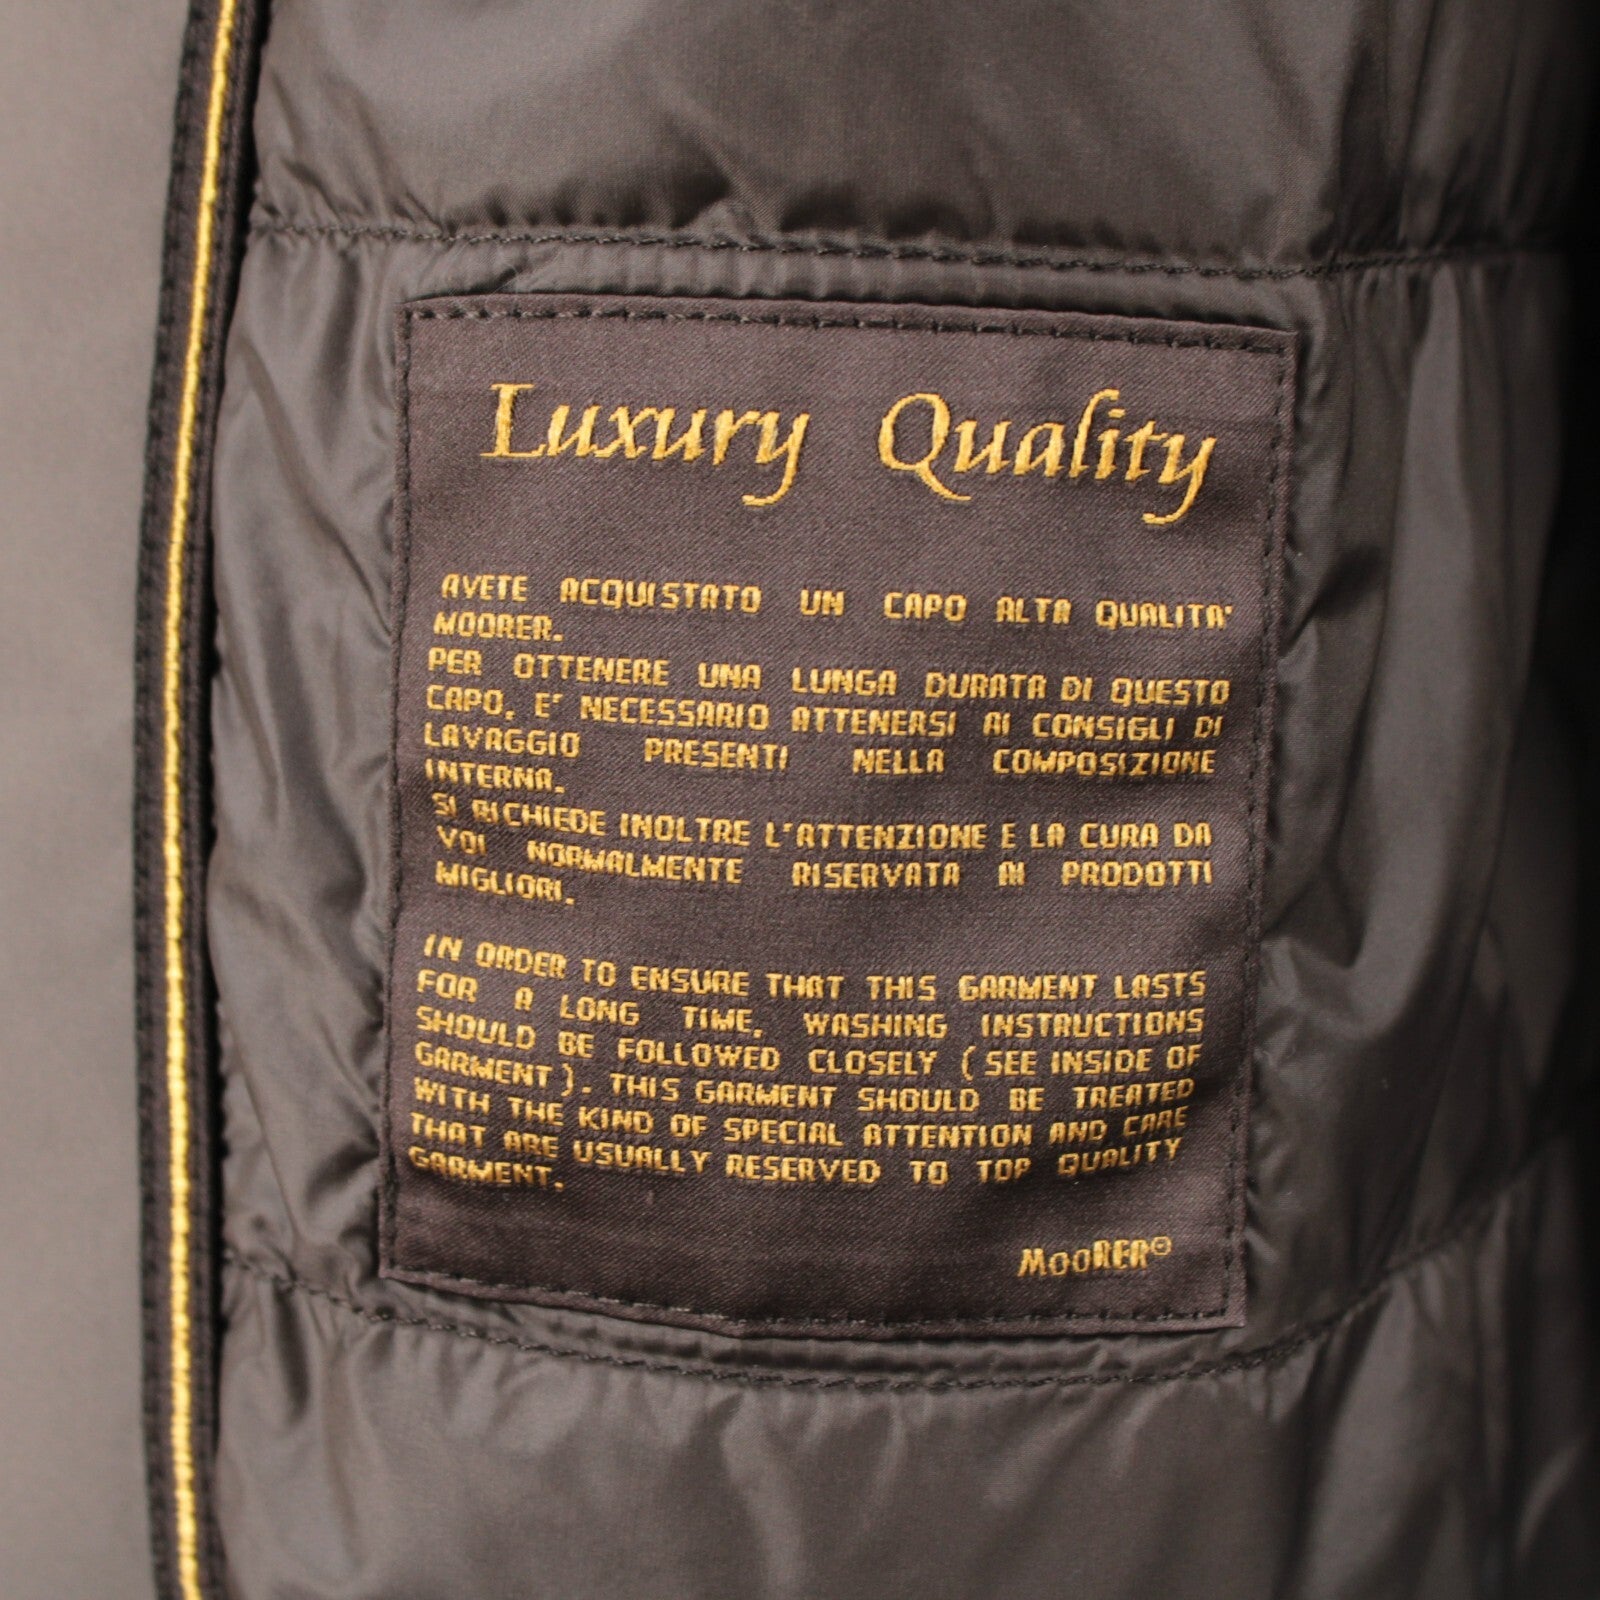 Luxury Quality
AVETE ACQUISTATO UN CAPO ALTA QUALITA'
MOORER.
PER OTTENERE UNA LUNGA DURATA DI QUESTO
CAPO, E' NECESSARIO ATTENERSI AI CONSIGLI DI
LAVAGGIO PRESENTI NELLA COMPOSIZIONE
INTERNA.
SI RICHIEDE INOLTRE L'ATTENZIONE E LA CURA DA
VOI NORMALMENTE RISERVATA AI PRODOTTI
MIGLIORI.
IN ORDER TO ENSURE THAT THIS GARMENT LASTS
FOR A LONG TIME, WASHING INSTRUCTIONS
SHOULD BE FOLLOWED CLOSELY (SEE INSIDE OF
GARMENT). THIS GARMENT SHOULD BE TREATED
WITH THE KIND OF SPECIAL ATTENTION AND CARE
THAT ARE USUALLY RESERVED TO TOP QUALITY
GARMENT.
MOORER®